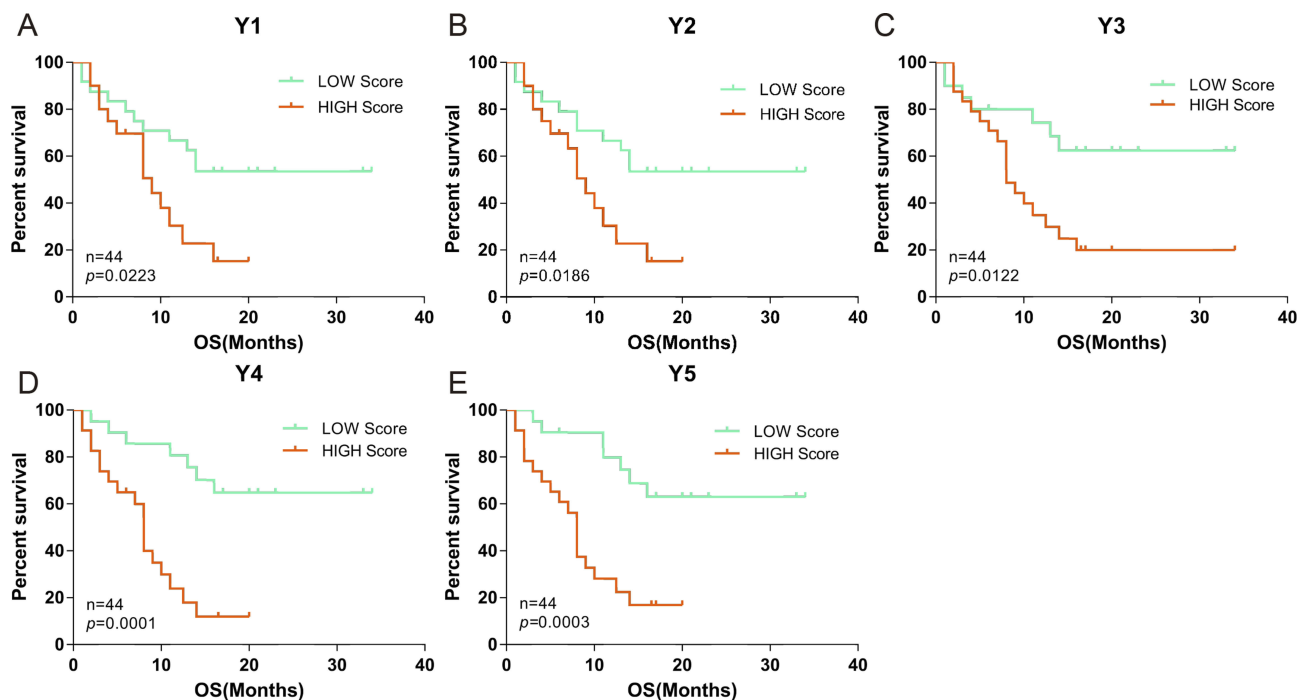 A
Y1
Percent survival
100
80
60
40
20
0
LOW Score
HIGH Score
n=44
p=0.0223
0 10 20 30 40
OS(Months)
B
Y2
Percent survival
100
80
60
40
20
0
LOW Score
HIGH Score
n=44
p=0.0186
0 10 20 30 40
OS(Months)
C
Y3
Percent survival
100
80
60
40
20
0
LOW Score
HIGH Score
n=44
p=0.0122
0 10 20 30 40
OS(Months)
D
Y4
Percent survival
100
80
60
40
20
0
LOW Score
HIGH Score
n=44
p=0.0001
0 10 20 30 40
OS(Months)
E
Y5
Percent survival
100
80
60
40
20
0
LOW Score
HIGH Score
n=44
p=0.0003
0 10 20 30 40
OS(Months)